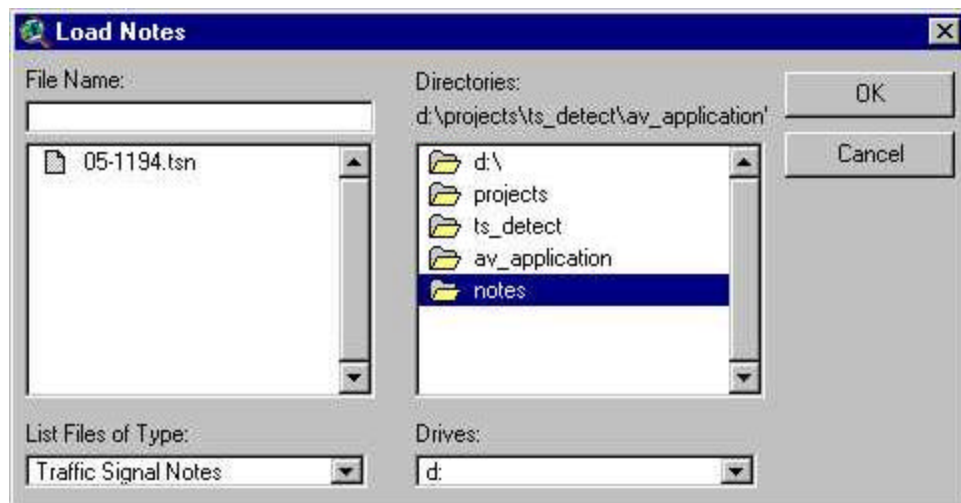 Load Notes
File Name:
05-1194.tsn
List Files of Type:
Traffic Signal Notes
Directories:
d:\projects\ts_detect\av_application'
d:\
projects
ts_detect
av_application
notes
Drives:
d:
OK
Cancel